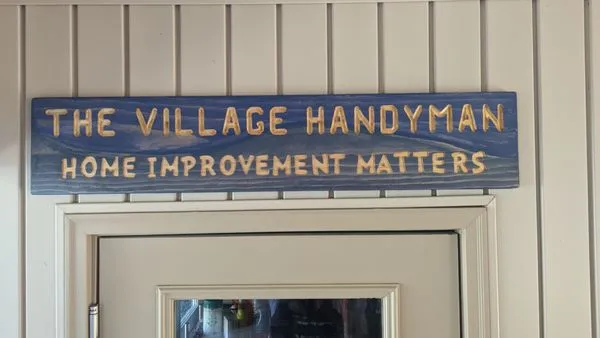 THE VILLAGE HANDYMAN
HOME IMPROVEMENT MATTERS